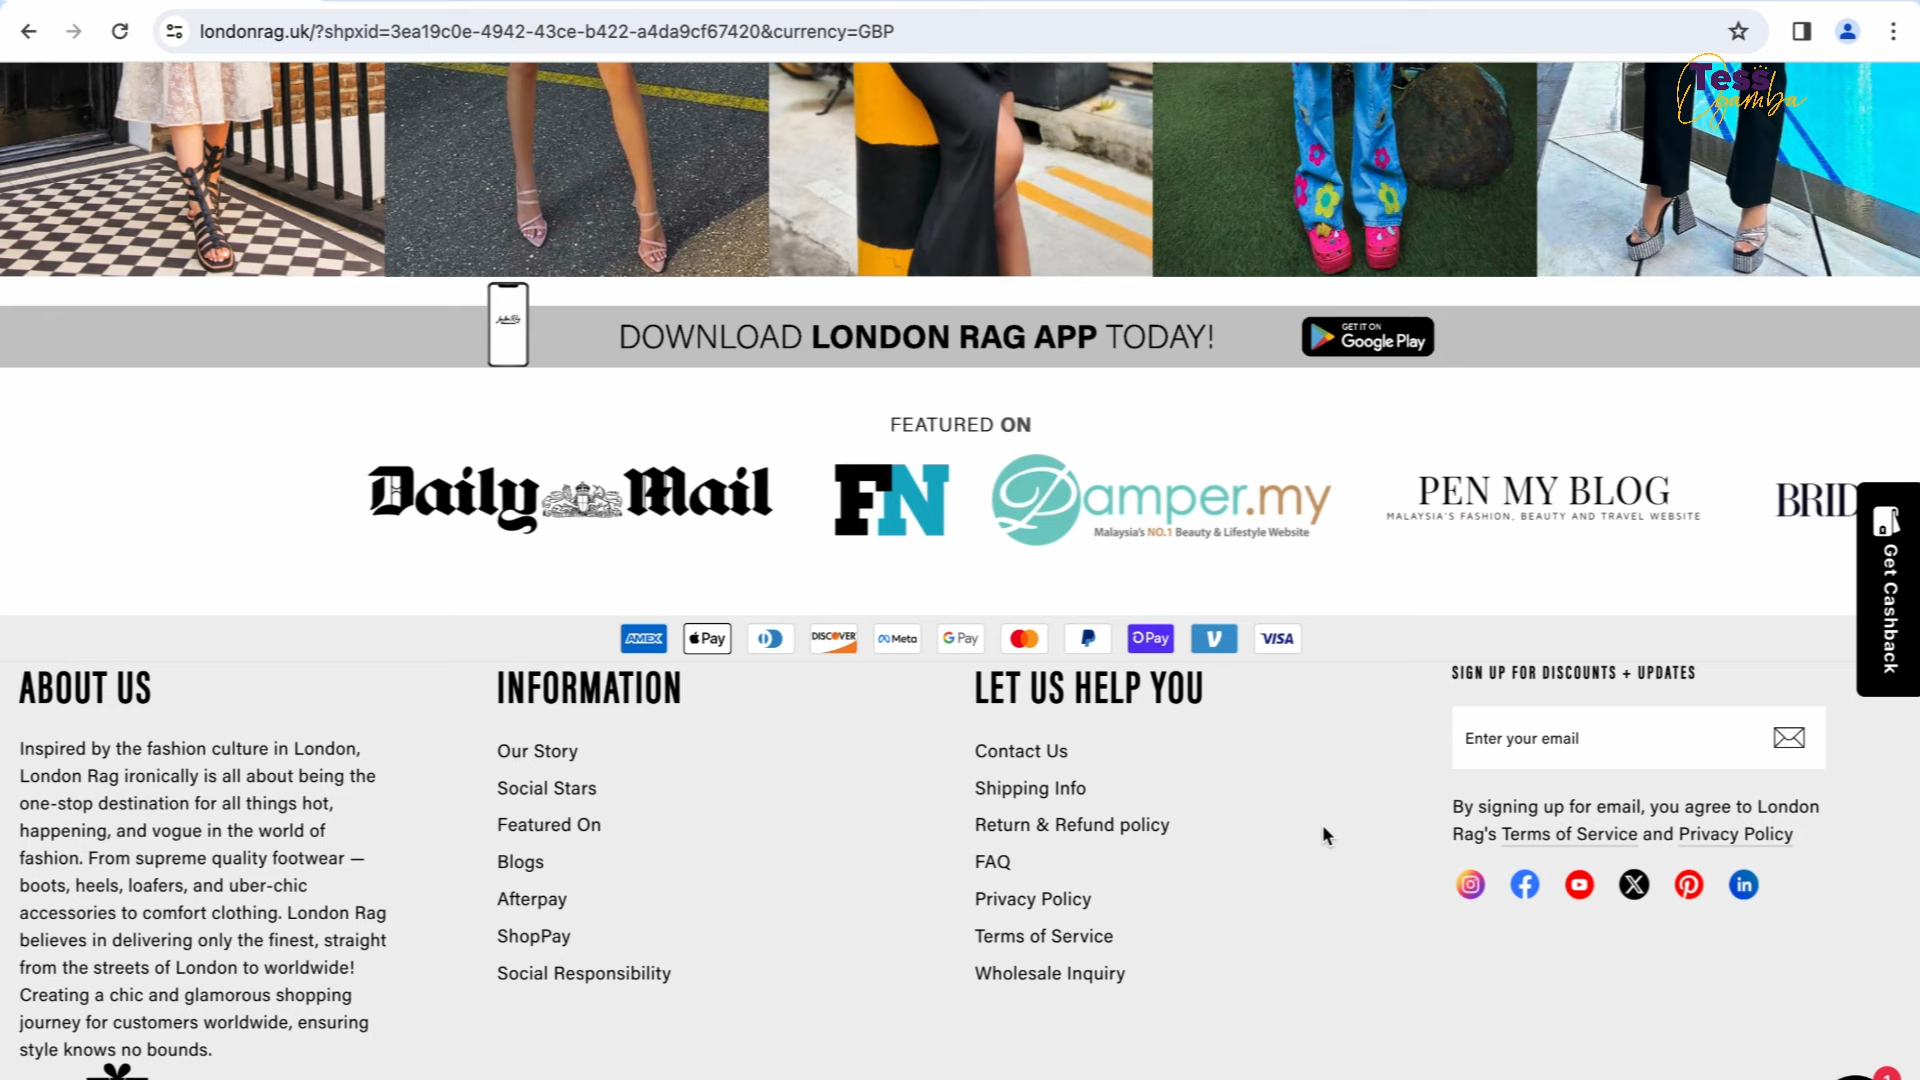 londonrag.uk/?shpxid=3ea19c0e-4942-43ce-b422-a4da9cf67420&currency=GBP
Tess
Ogamba
DOWNLOAD LONDON RAG APP TODAY!
GET IT ON
Google Play
FEATURED ON
Daily Mail
FN
Pamper.my
Malaysia's NO.1 Beauty & Lifestyle Website
PEN MY BLOG
MALAYSIA'S FASHION, BEAUTY AND TRAVEL WEBSITE
BRID
Get Cashback
AMEX
Pay
DISCOVER
Meta
G Pay
Pay
VISA
ABOUT US
Inspired by the fashion culture in London,
London Rag ironically is all about being the
one-stop destination for all things hot,
happening, and vogue in the world of
fashion. From supreme quality footwear —
boots, heels, loafers, and uber-chic
accessories to comfort clothing. London Rag
believes in delivering only the finest, straight
from the streets of London to worldwide!
Creating a chic and glamorous shopping
journey for customers worldwide, ensuring
style knows no bounds.
INFORMATION
Our Story
Social Stars
Featured On
Blogs
Afterpay
ShopPay
Social Responsibility
LET US HELP YOU
Contact Us
Shipping Info
Return & Refund policy
FAQ
Privacy Policy
Terms of Service
Wholesale Inquiry
SIGN UP FOR DISCOUNTS + UPDATES
Enter your email
By signing up for email, you agree to London
Rag's Terms of Service and Privacy Policy